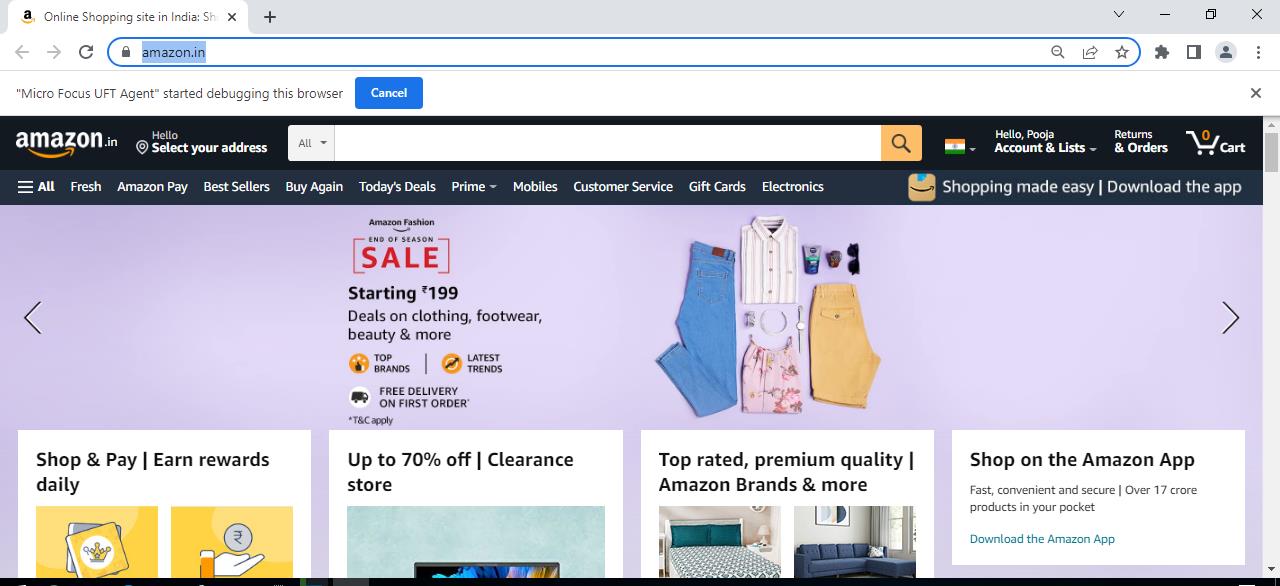 Online Shopping site in India: Sh
amazon.in
"Micro Focus UFT Agent" started debugging this browser
Cancel
amazon.in
Hello
Select your address
All
Hello, Pooja
Account & Lists
Returns
& Orders
0
Cart
All
Fresh
Amazon Pay
Best Sellers
Buy Again
Today's Deals
Prime
Mobiles
Customer Service
Gift Cards
Electronics
Shopping made easy | Download the app
Amazon Fashion
END OF SEASON
SALE
Starting ₹199
Deals on clothing, footwear,
beauty & more
TOP
BRANDS
LATEST
TRENDS
FREE DELIVERY
ON FIRST ORDER*
*T&C apply
Shop & Pay | Earn rewards
daily
Up to 70% off | Clearance
store
Top rated, premium quality |
Amazon Brands & more
Shop on the Amazon App
Fast, convenient and secure | Over 17 crore
products in your pocket
Download the Amazon App